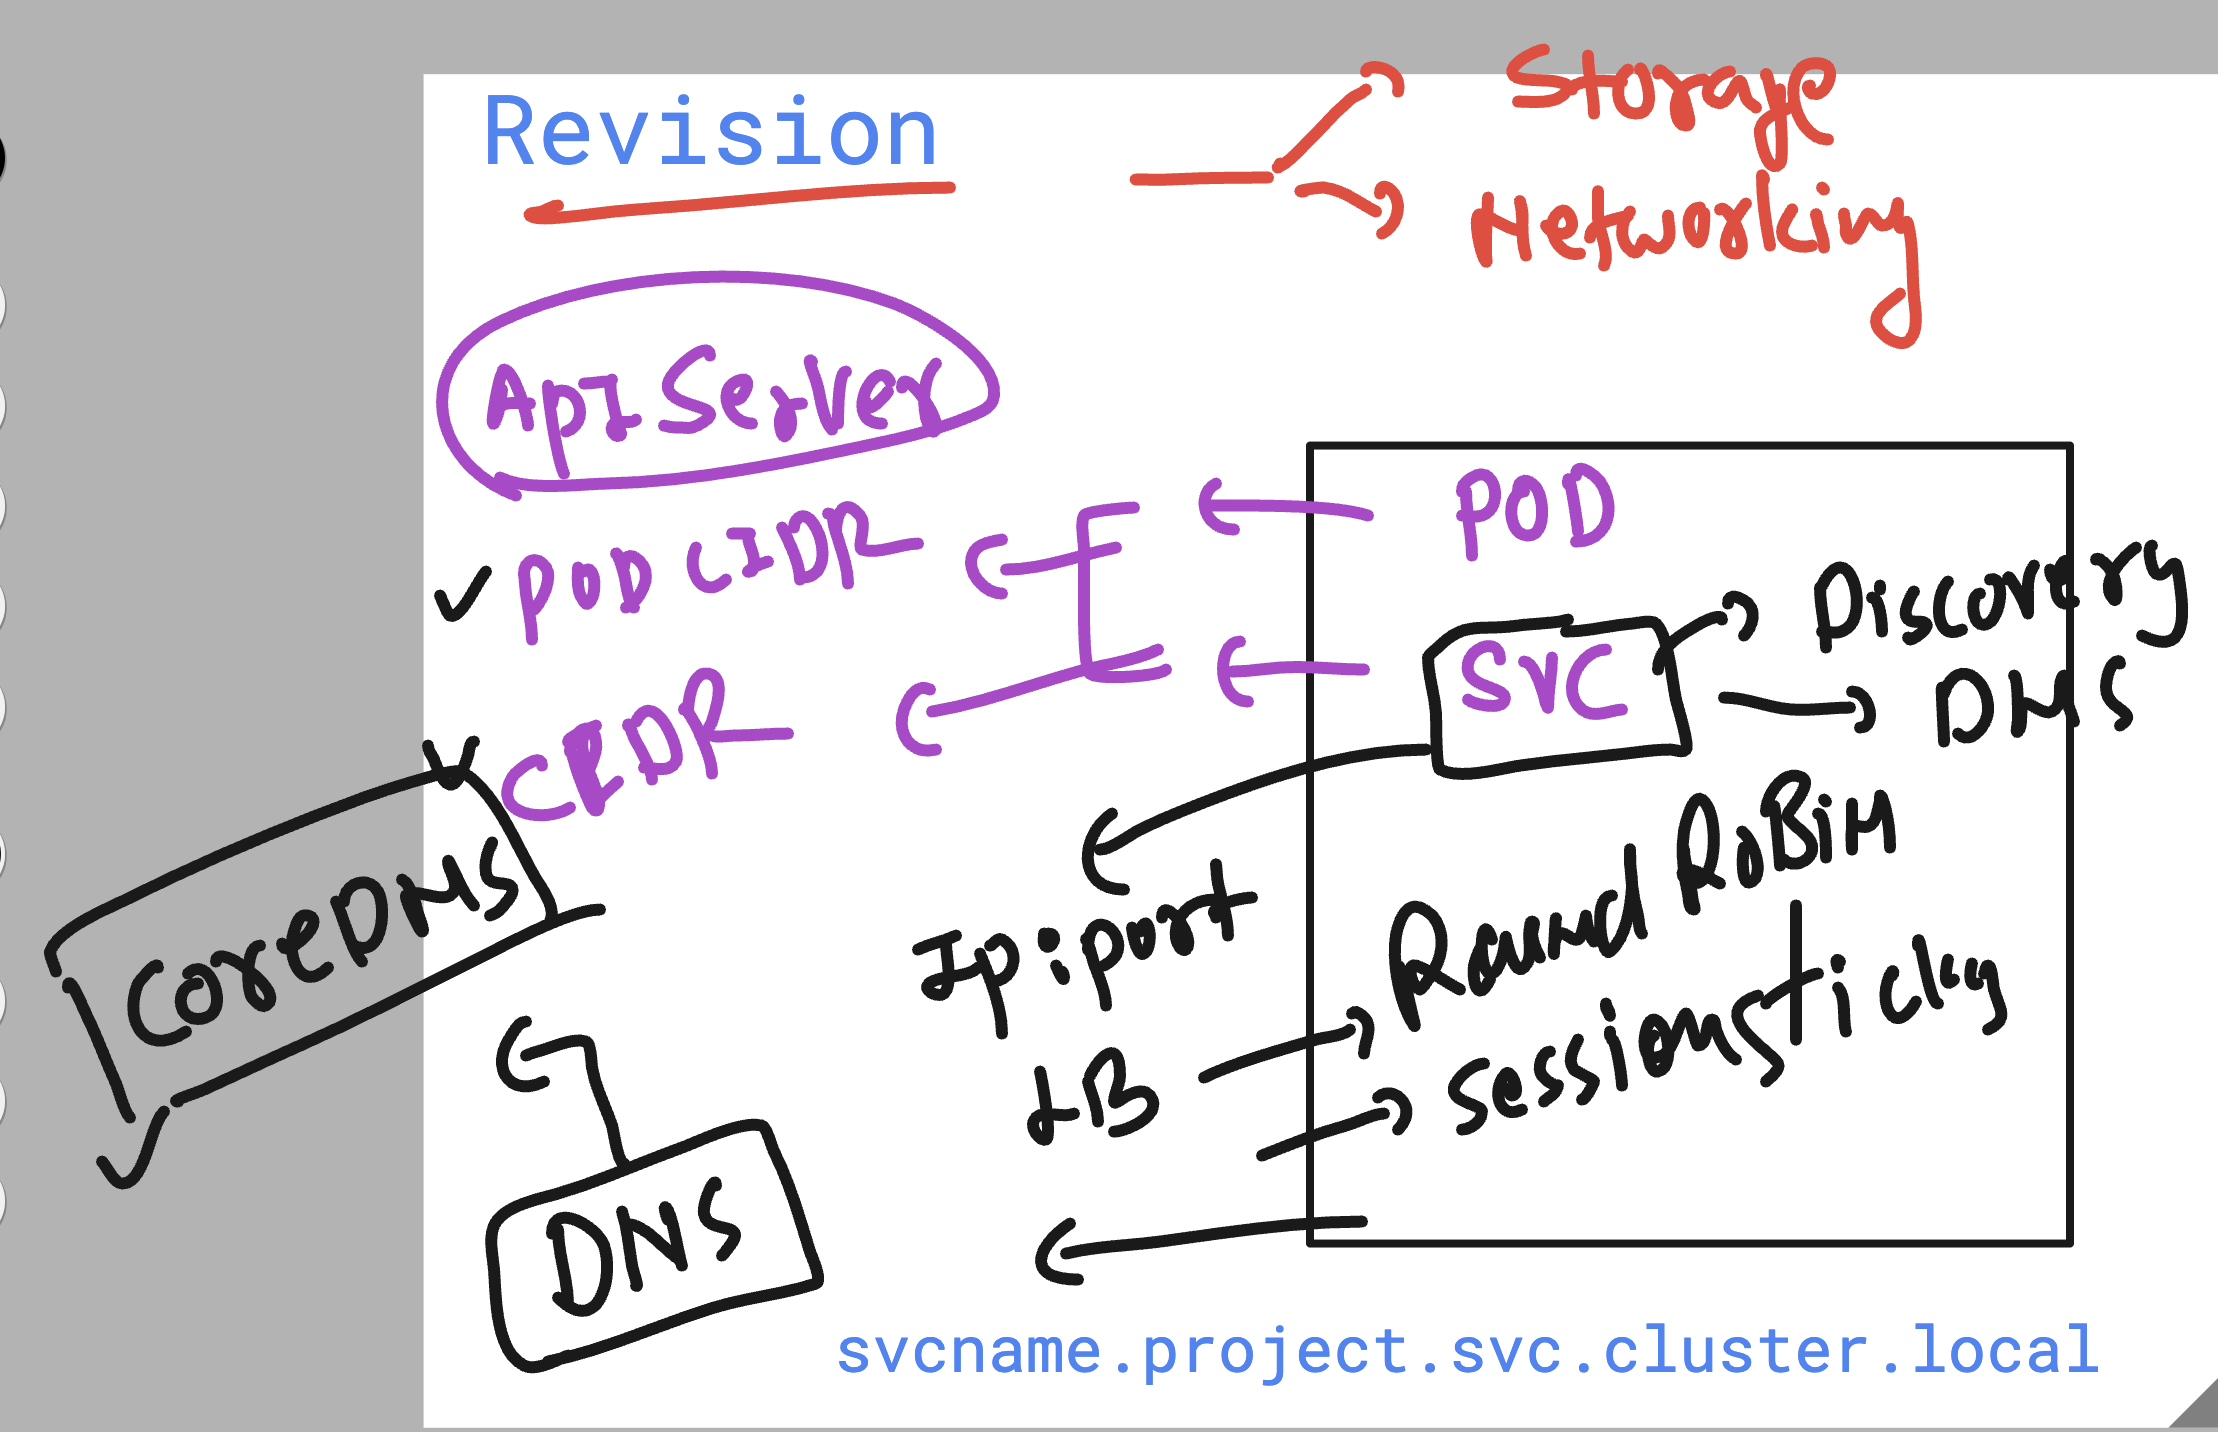 Revision
Storage
Networking
ApI Server
POD
POD CIDR
Discovery
SVC
DNS
CIDR
CoreDNS
Ip:port
Round RoBiN
LB
Session Sticky
DNS
svcname.project.svc.cluster.local